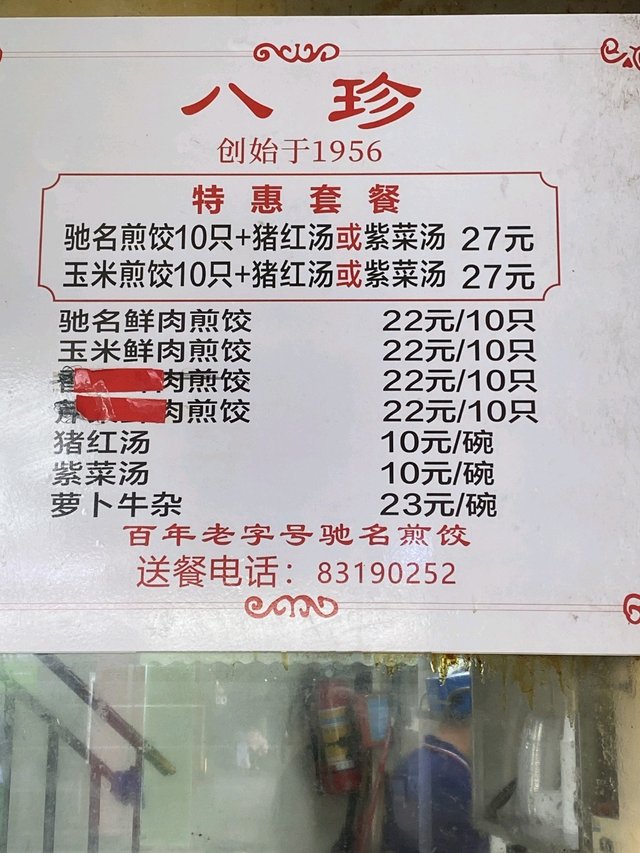 八珍
创始于1956
特惠套餐
驰名煎饺10只+猪红汤或紫菜汤 27元
玉米煎饺10只+猪红汤或紫菜汤 27元
驰名鲜肉煎饺 22元/10只
玉米鲜肉煎饺 22元/10只
肉煎饺 22元/10只
肉煎饺 22元/10只
猪红汤 10元/碗
紫菜汤 10元/碗
萝卜牛杂 23元/碗
百年老字号驰名煎饺
送餐电话：83190252